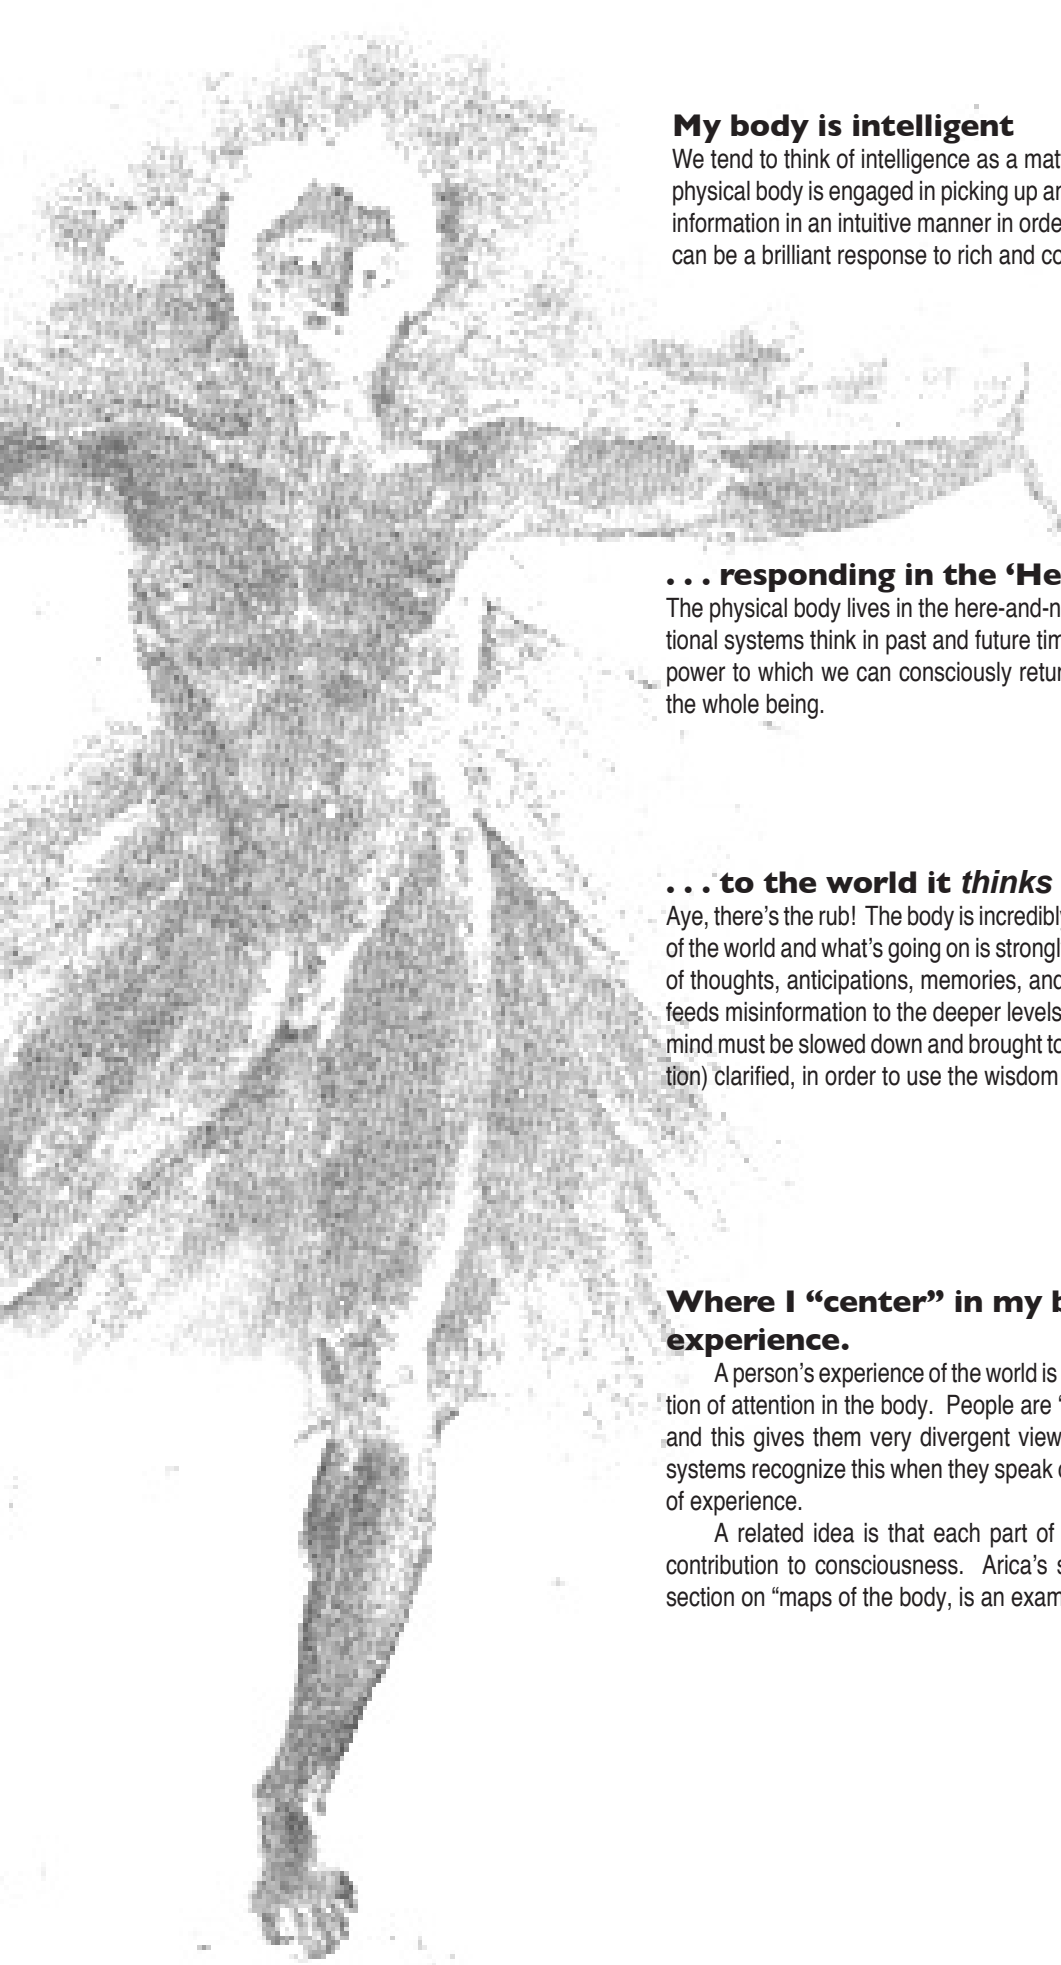 My body is intelligent
We tend to think of intelligence as a mat
physical body is engaged in picking up an
information in an intuitive manner in orde
can be a brilliant response to rich and co
. . . responding in the ‘He
The physical body lives in the here-and-n
tional systems think in past and future tim
power to which we can consciously retur
the whole being.
. . . to the world it thinks
Aye, there’s the rub! The body is incredibly
of the world and what’s going on is strongl
of thoughts, anticipations, memories, and
feeds misinformation to the deeper levels
mind must be slowed down and brought to
tion) clarified, in order to use the wisdom
Where I “center” in my b
experience.
A person’s experience of the world is
tion of attention in the body. People are “
and this gives them very divergent view
systems recognize this when they speak o
of experience.
A related idea is that each part of
contribution to consciousness. Arica’s s
section on “maps of the body, is an exam